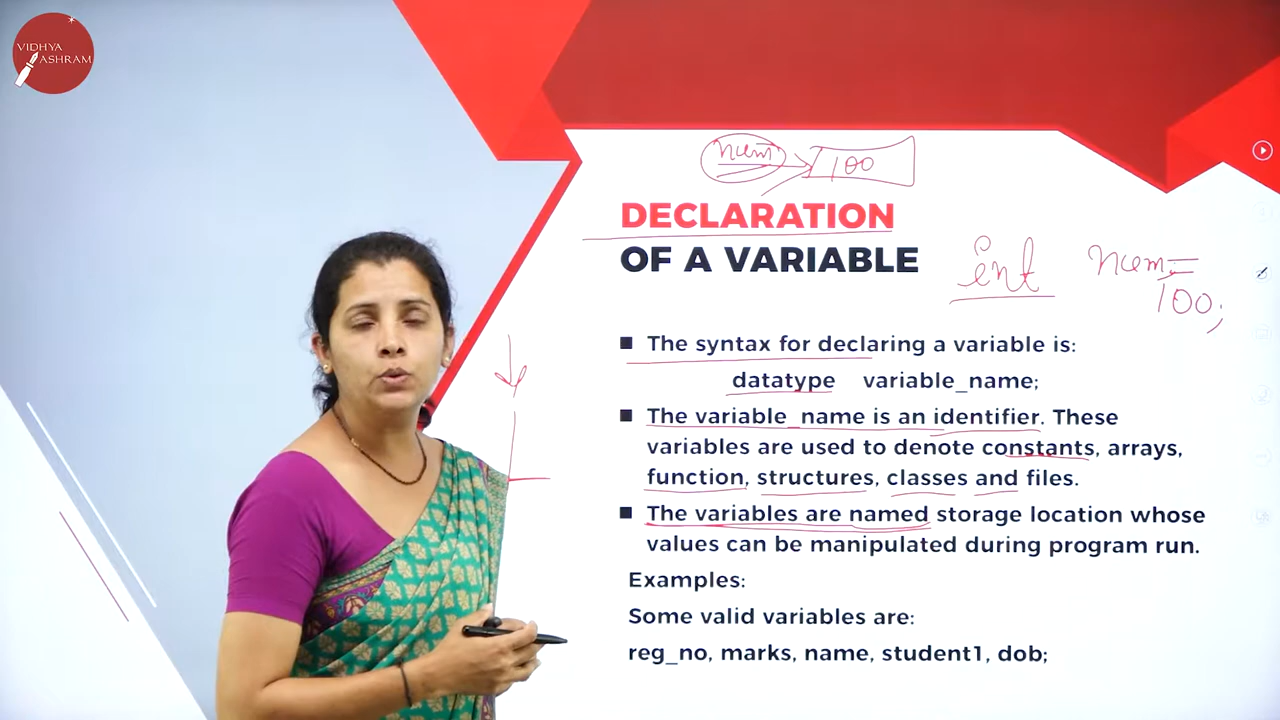 VIDHYA
ASHRAM
num 100
DECLARATION
OF A VARIABLE
int num=
100;
■ The syntax for declaring a variable is:
datatype variable_name;
■ The variable_name is an identifier. These
variables are used to denote constants, arrays,
function, structures, classes and files.
■ The variables are named storage location whose
values can be manipulated during program run.
Examples:
Some valid variables are:
reg_no, marks, name, student1, dob;